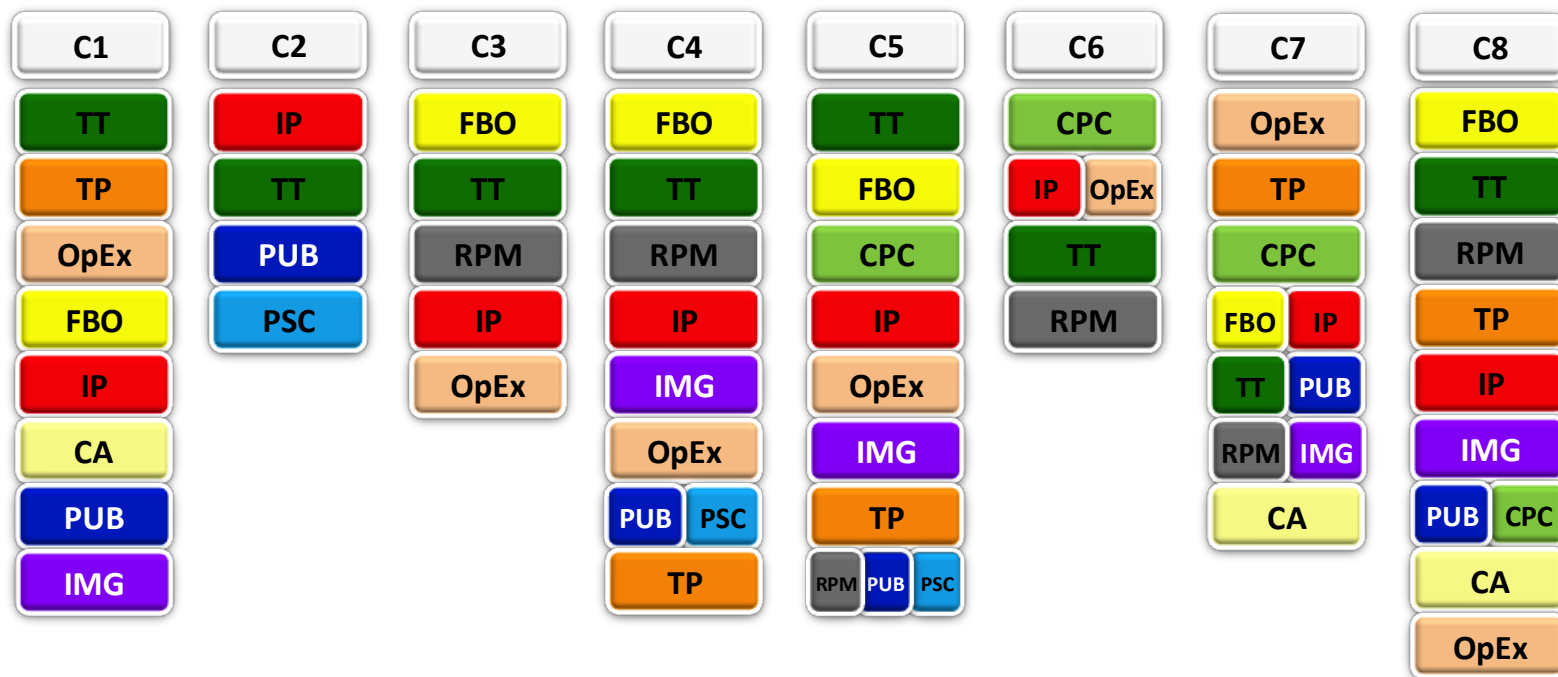 C1 C2 C3 C4 C5 C6 C7 C8
TT IP FBO FBO TT CPC OpEx FBO
TP TT TT TT FBO IP OpEx TP TT
OpEx PUB RPM RPM CPC TT CPC RPM
FBO PSC IP IP IP RPM FBO IP TP
IP OpEx IMG OpEx TT PUB IP
CA OpEx IMG RPM IMG IMG
PUB PUB PSC TP CA PUB CPC
IMG TP RPM PUB PSC CA
OpEx